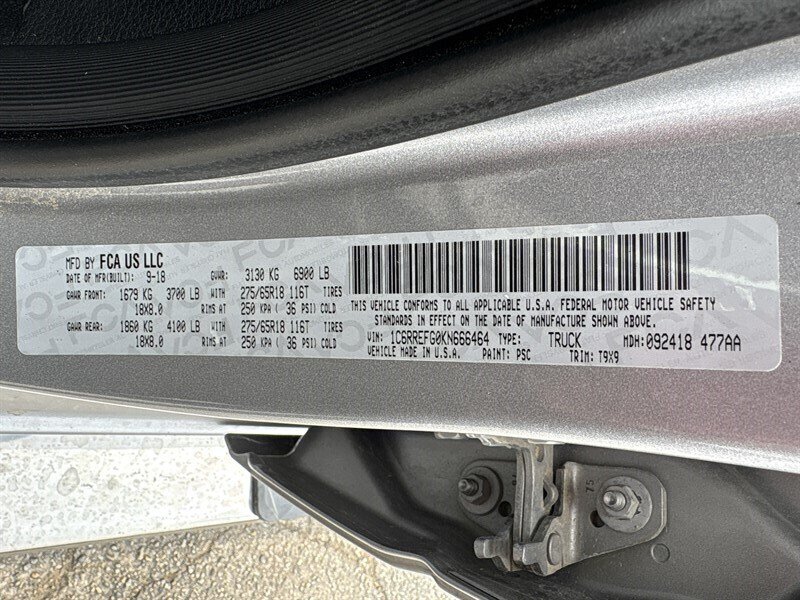 MFD BY FCA US LLC
DATE OF MFR(BUILT): 9-18 GVWR: 3130 KG 6900 LB
GAWR FRONT: 1679 KG 3700 LB WITH 275/65R18 116T TIRES
18X8.0 RIMS AT 250 KPA ( 36 PSI) COLD
GAWR REAR: 1860 KG 4100 LB WITH 275/65R18 116T TIRES
18X8.0 RIMS AT 250 KPA ( 36 PSI) COLD
THIS VEHICLE CONFORMS TO ALL APPLICABLE U.S.A. FEDERAL MOTOR VEHICLE SAFETY
STANDARDS IN EFFECT ON THE DATE OF MANUFACTURE SHOWN ABOVE.
VIN: 1C6RREFG0KN666464 TYPE: TRUCK MDH: 092418 477AA
VEHICLE MADE IN U.S.A. PAINT: PSC TRIM: T9X9
75